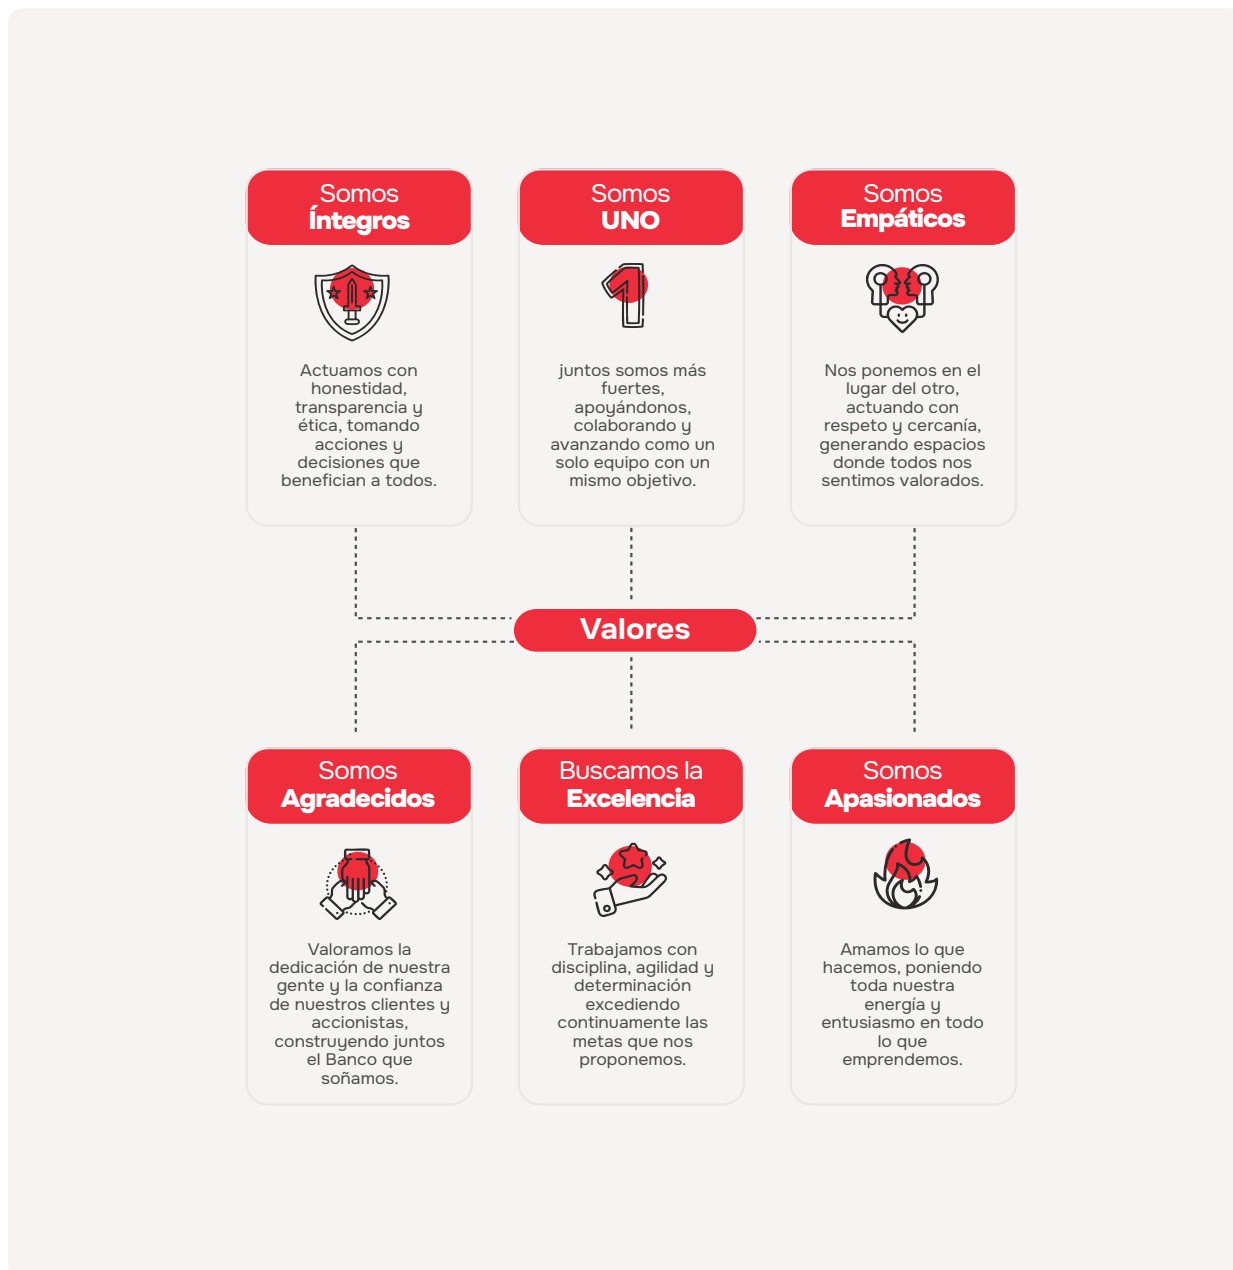 Somos
Íntegros
Actuamos con
honestidad,
transparencia y
ética, tomando
acciones y
decisiones que
benefician a todos.
Somos
UNO
juntos somos más
fuertes,
apoyándonos,
colaborando y
avanzando como un
solo equipo con un
mismo objetivo.
Somos
Empáticos
Nos ponemos en el
lugar del otro,
actuando con
respeto y cercanía,
generando espacios
donde todos nos
sentimos valorados.
Valores
Somos
Agradecidos
Valoramos la
dedicación de nuestra
gente y la confianza
de nuestros clientes y
accionistas,
construyendo juntos
el Banco que
soñamos.
Buscamos la
Excelencia
Trabajamos con
disciplina, agilidad y
determinación
excediendo
continuamente las
metas que nos
proponemos.
Somos
Apasionados
Amamos lo que
hacemos, poniendo
toda nuestra
energía y
entusiasmo en todo
lo que
emprendemos.